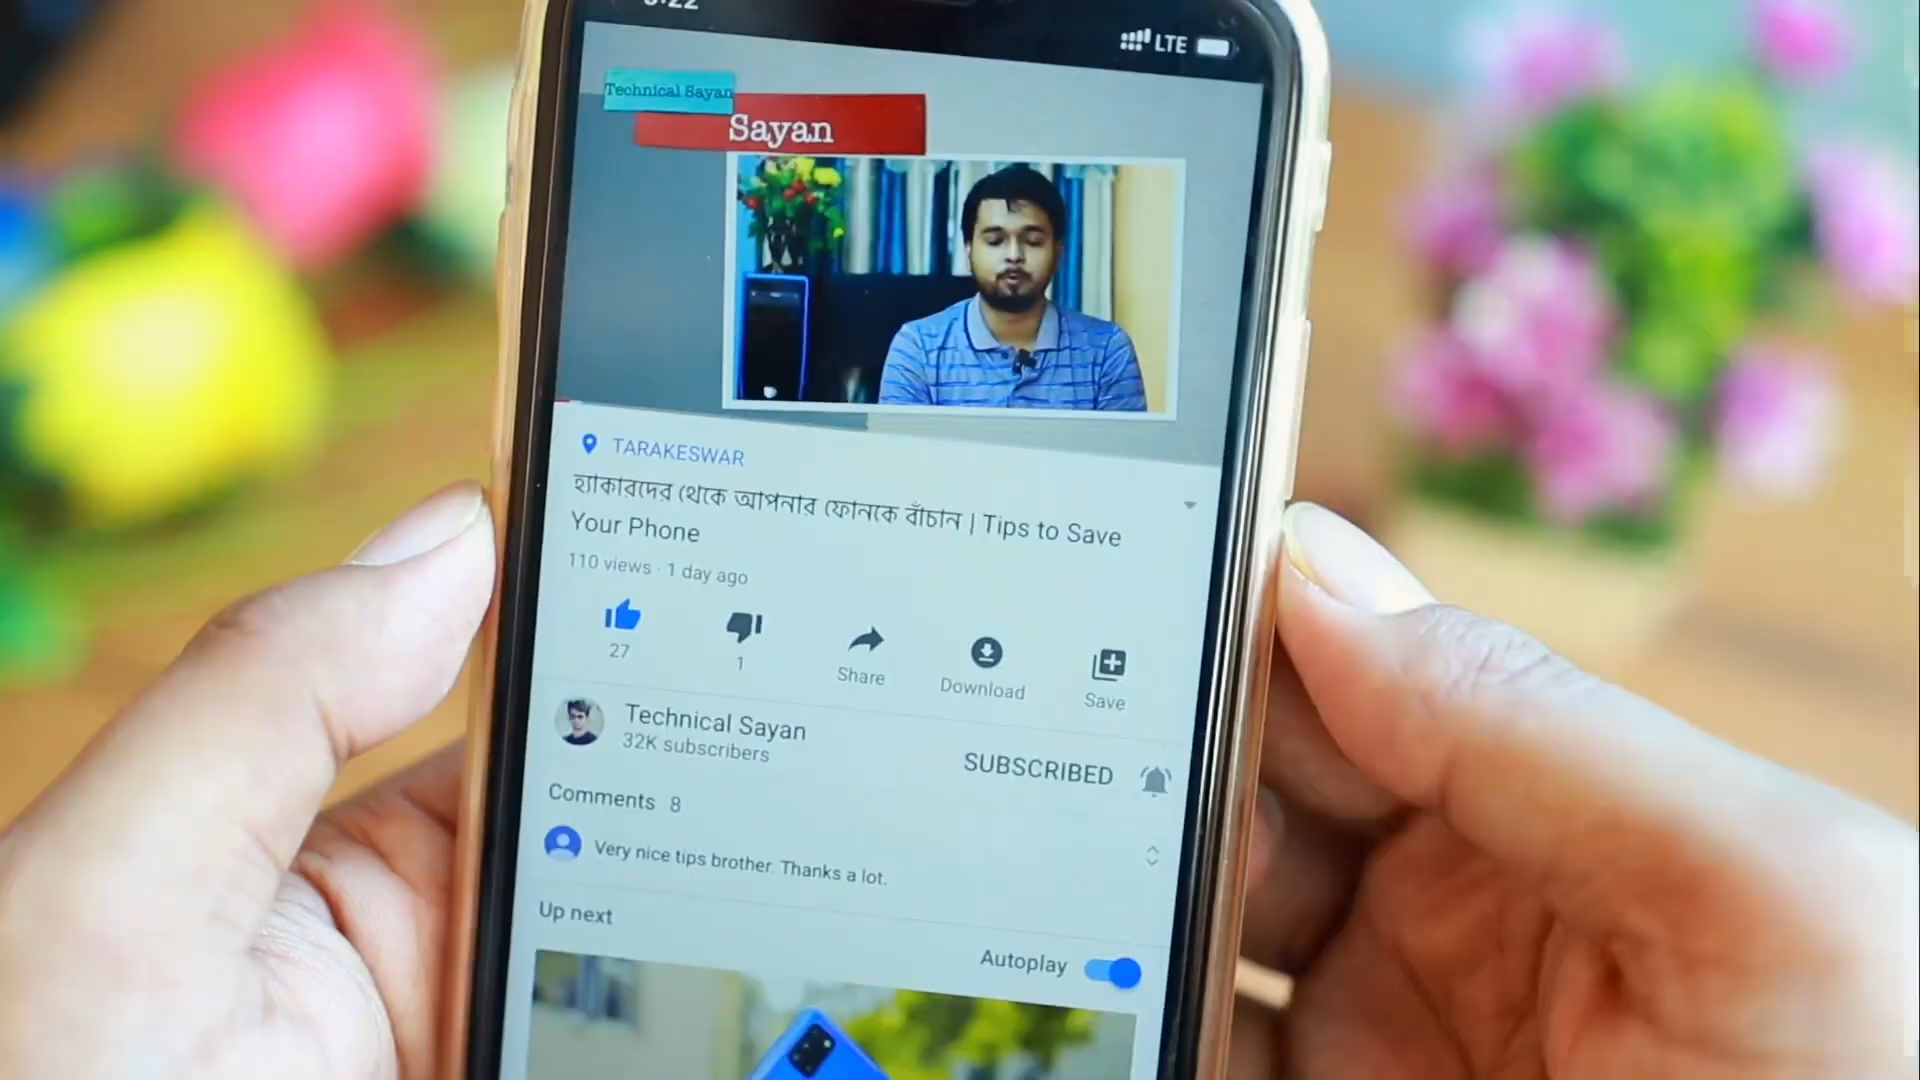 LTE
Technical Sayan
Sayan
TARAKESWAR
হ্যাকারদের থেকে আপনার ফোনকে বাঁচান | Tips to Save
Your Phone
110 views · 1 day ago
27
1
Share
Download
Save
Technical Sayan
32K subscribers
SUBSCRIBED
Comments 8
Very nice tips brother. Thanks a lot.
Up next
Autoplay